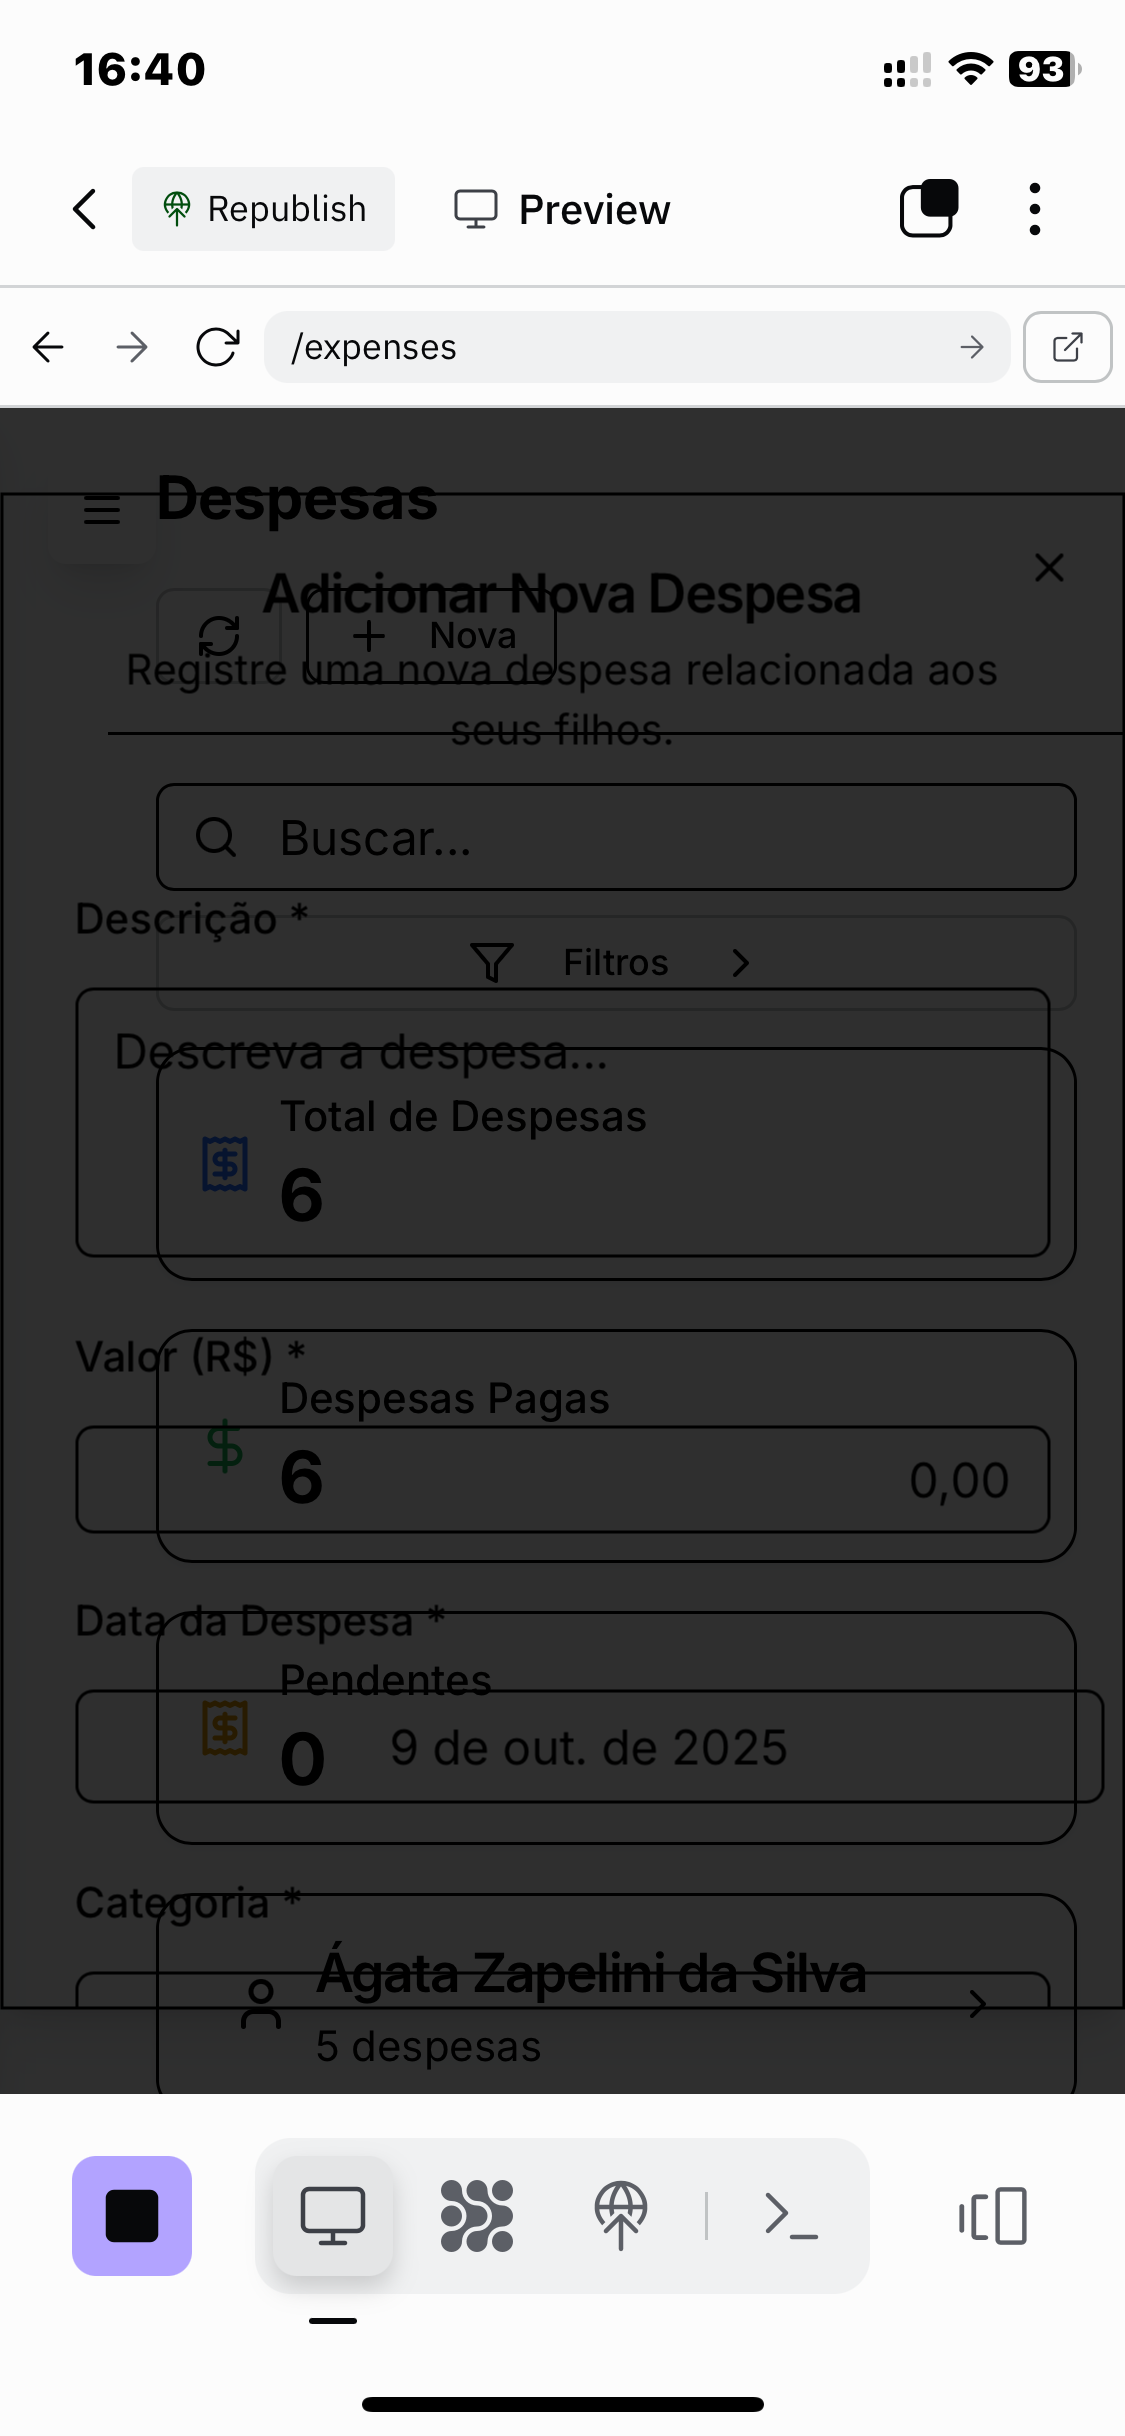 16:40
93
Republish
Preview
/expenses
Despesas
Adicionar Nova Despesa
Nova
Registre uma nova despesa relacionada aos
seus filhos.
Buscar...
Descrição *
Filtros
Descreva a despesa...
Total de Despesas
6
Valor (R$) *
Despesas Pagas
6
0,00
Data da Despesa *
Pendentes
0
9 de out. de 2025
Categoria *
Ágata Zapelini da Silva
5 despesas